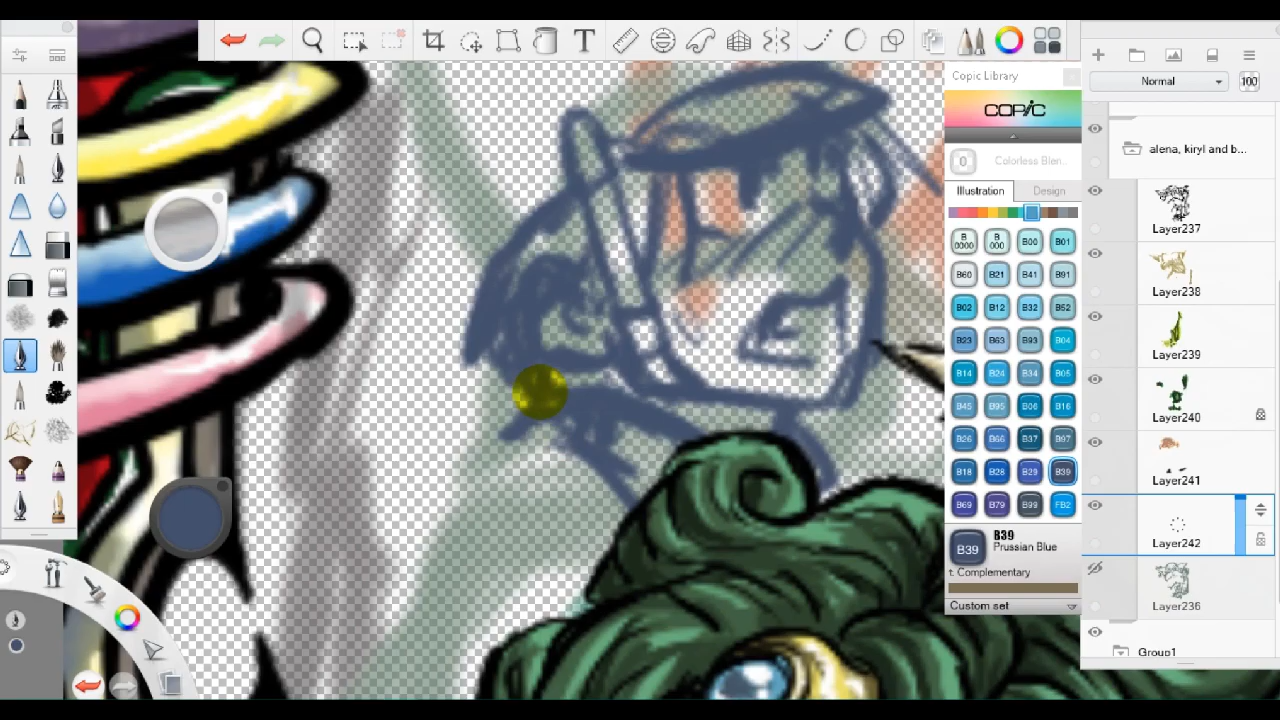 Copic Library
COPIC
0 Colorless Blen...
Illustration Design
B0000 B000 B00 B01
B60 B21 B41 B91
B02 B12 B32 B52
B23 B63 B93 B04
B14 B24 B34 B05
B45 B95 B06 B16
B26 B66 B37 B97
B18 B28 B29 B39
B69 B79 B99 FB2
B39 B39
Prussian Blue
t. Complementary
Custom set
Normal 100
alena, kiryl and b...
Layer237
Layer238
Layer239
Layer240
Layer241
Layer242
Layer236
Group1
T